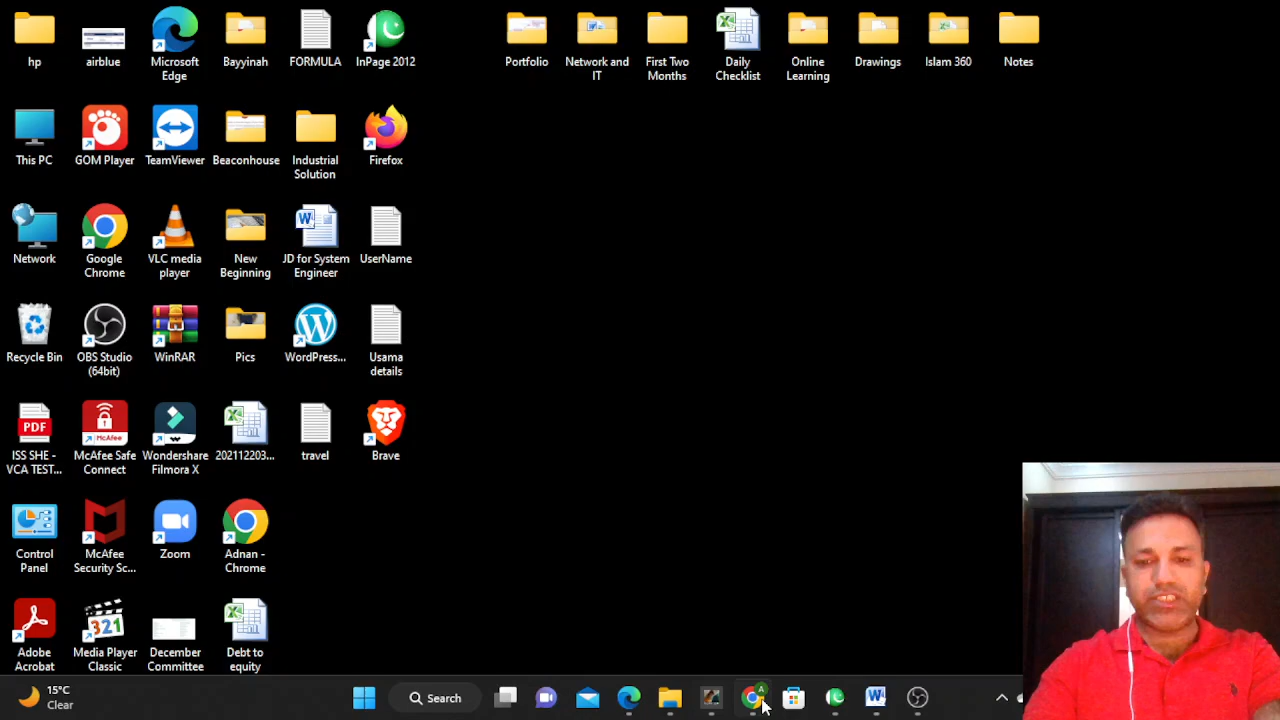 hp
airblue
Microsoft
Edge
Bayyinah
FORMULA
InPage 2012
Portfolio
Network and
IT
First Two
Months
Daily
Checklist
Online
Learning
Drawings
Islam 360
Notes
This PC
GOM Player
TeamViewer
Beaconhouse
Industrial
Solution
Firefox
Network
Google
Chrome
VLC media
player
New
Beginning
JD for System
Engineer
UserName
Recycle Bin
OBS Studio
(64bit)
WinRAR
Pics
WordPress...
Usama
details
PDF
ISS SHE -
VCA TEST...
McAfee
McAfee Safe
Connect
Wondershare
Filmora X
202112203...
travel
Brave
Control
Panel
McAfee
Security Sc...
Zoom
Adnan -
Chrome
Adobe
Acrobat
321
Media Player
Classic
December
Committee
Debt to
equity
15°C
Clear
Search
A